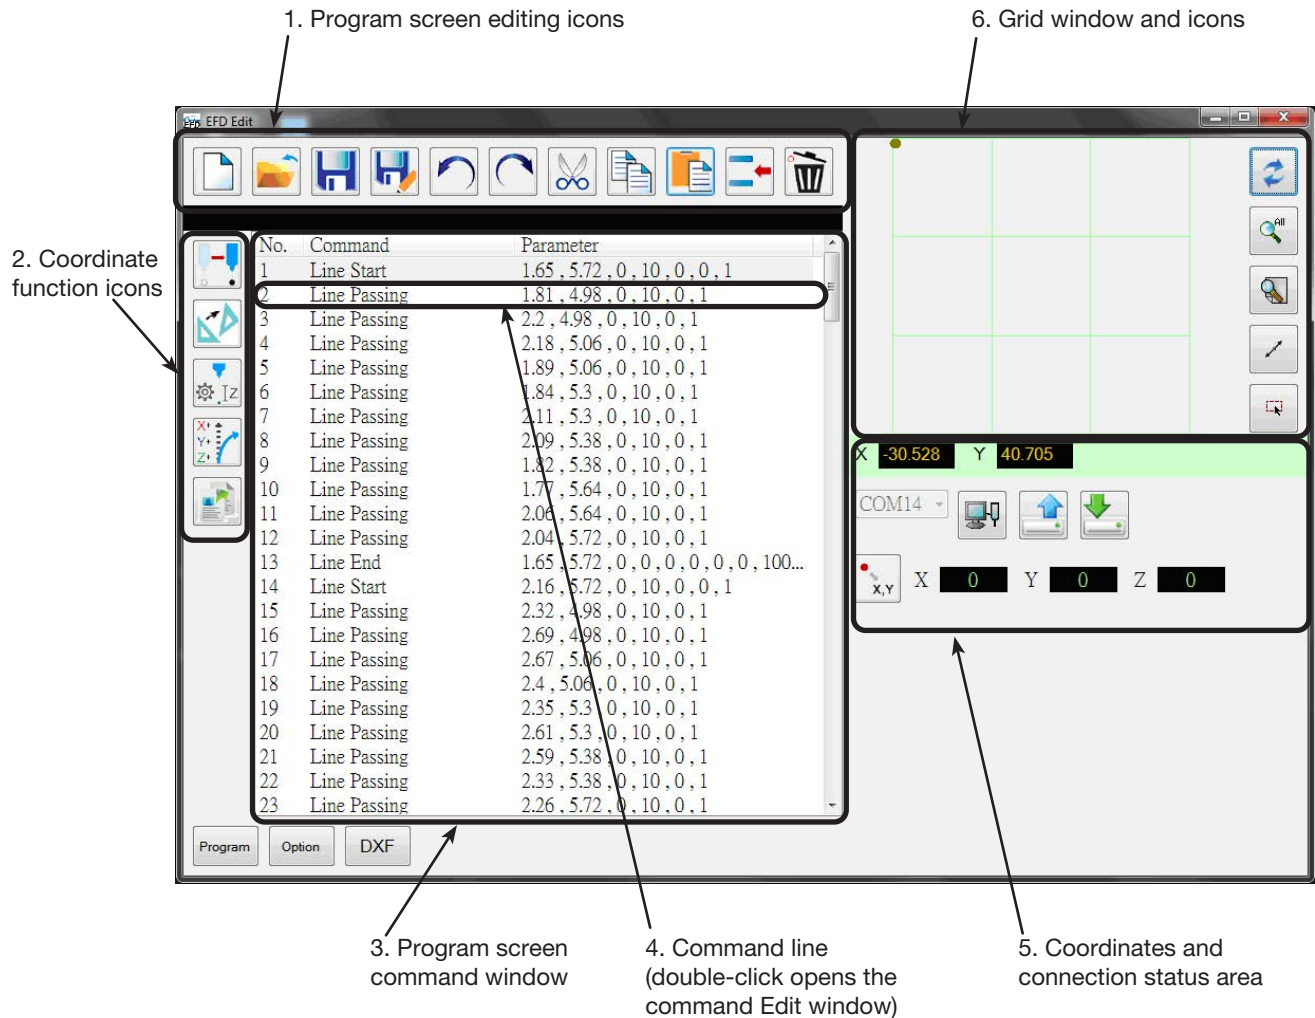 1. Program screen editing icons
6. Grid window and icons
EFD EFD Edit
2. Coordinate
function icons
No. Command Parameter
1 Line Start 1.65 , 5.72 , 0 , 10 , 0 , 0 , 1
2 Line Passing 1.81 , 4.98 , 0 , 10 , 0 , 1
3 Line Passing 2.2 , 4.98 , 0 , 10 , 0 , 1
4 Line Passing 2.18 , 5.06 , 0 , 10 , 0 , 1
5 Line Passing 1.89 , 5.06 , 0 , 10 , 0 , 1
6 Line Passing 1.84 , 5.3 , 0 , 10 , 0 , 1
7 Line Passing 2.11 , 5.3 , 0 , 10 , 0 , 1
8 Line Passing 2.09 , 5.38 , 0 , 10 , 0 , 1
9 Line Passing 1.82 , 5.38 , 0 , 10 , 0 , 1
10 Line Passing 1.77 , 5.64 , 0 , 10 , 0 , 1
11 Line Passing 2.06 , 5.64 , 0 , 10 , 0 , 1
12 Line Passing 2.04 , 5.72 , 0 , 10 , 0 , 1
13 Line End 1.65 , 5.72 , 0 , 0 , 0 , 0 , 0 , 100...
14 Line Start 2.16 , 5.72 , 0 , 10 , 0 , 0 , 1
15 Line Passing 2.32 , 4.98 , 0 , 10 , 0 , 1
16 Line Passing 2.69 , 4.98 , 0 , 10 , 0 , 1
17 Line Passing 2.67 , 5.06 , 0 , 10 , 0 , 1
18 Line Passing 2.4 , 5.06 , 0 , 10 , 0 , 1
19 Line Passing 2.35 , 5.3 , 0 , 10 , 0 , 1
20 Line Passing 2.61 , 5.3 , 0 , 10 , 0 , 1
21 Line Passing 2.59 , 5.38 , 0 , 10 , 0 , 1
22 Line Passing 2.33 , 5.38 , 0 , 10 , 0 , 1
23 Line Passing 2.26 , 5.72 , 0 , 10 , 0 , 1
Z
X+
Y+
Z+
All
X -30.528 Y 40.705
COM14
X,Y X 0 Y 0 Z 0
Program Option DXF
3. Program screen
command window
4. Command line
(double-click opens the
command Edit window)
5. Coordinates and
connection status area